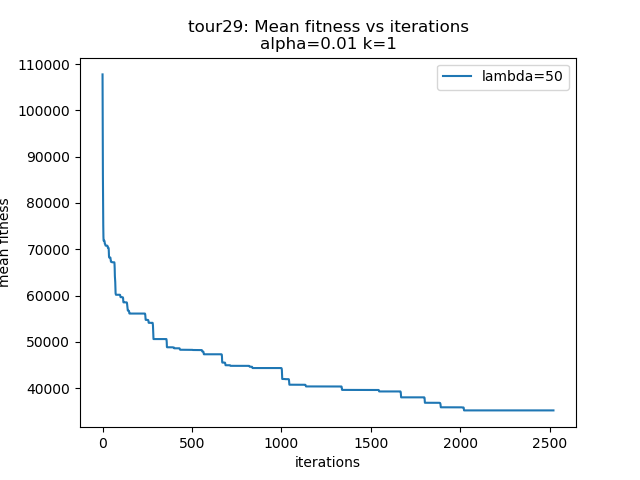 tour29: Mean fitness vs iterations
alpha=0.01 k=1
lambda=50
110000
100000
90000
80000
70000
60000
50000
40000
mean fitness
0
500
1000
1500
2000
2500
iterations